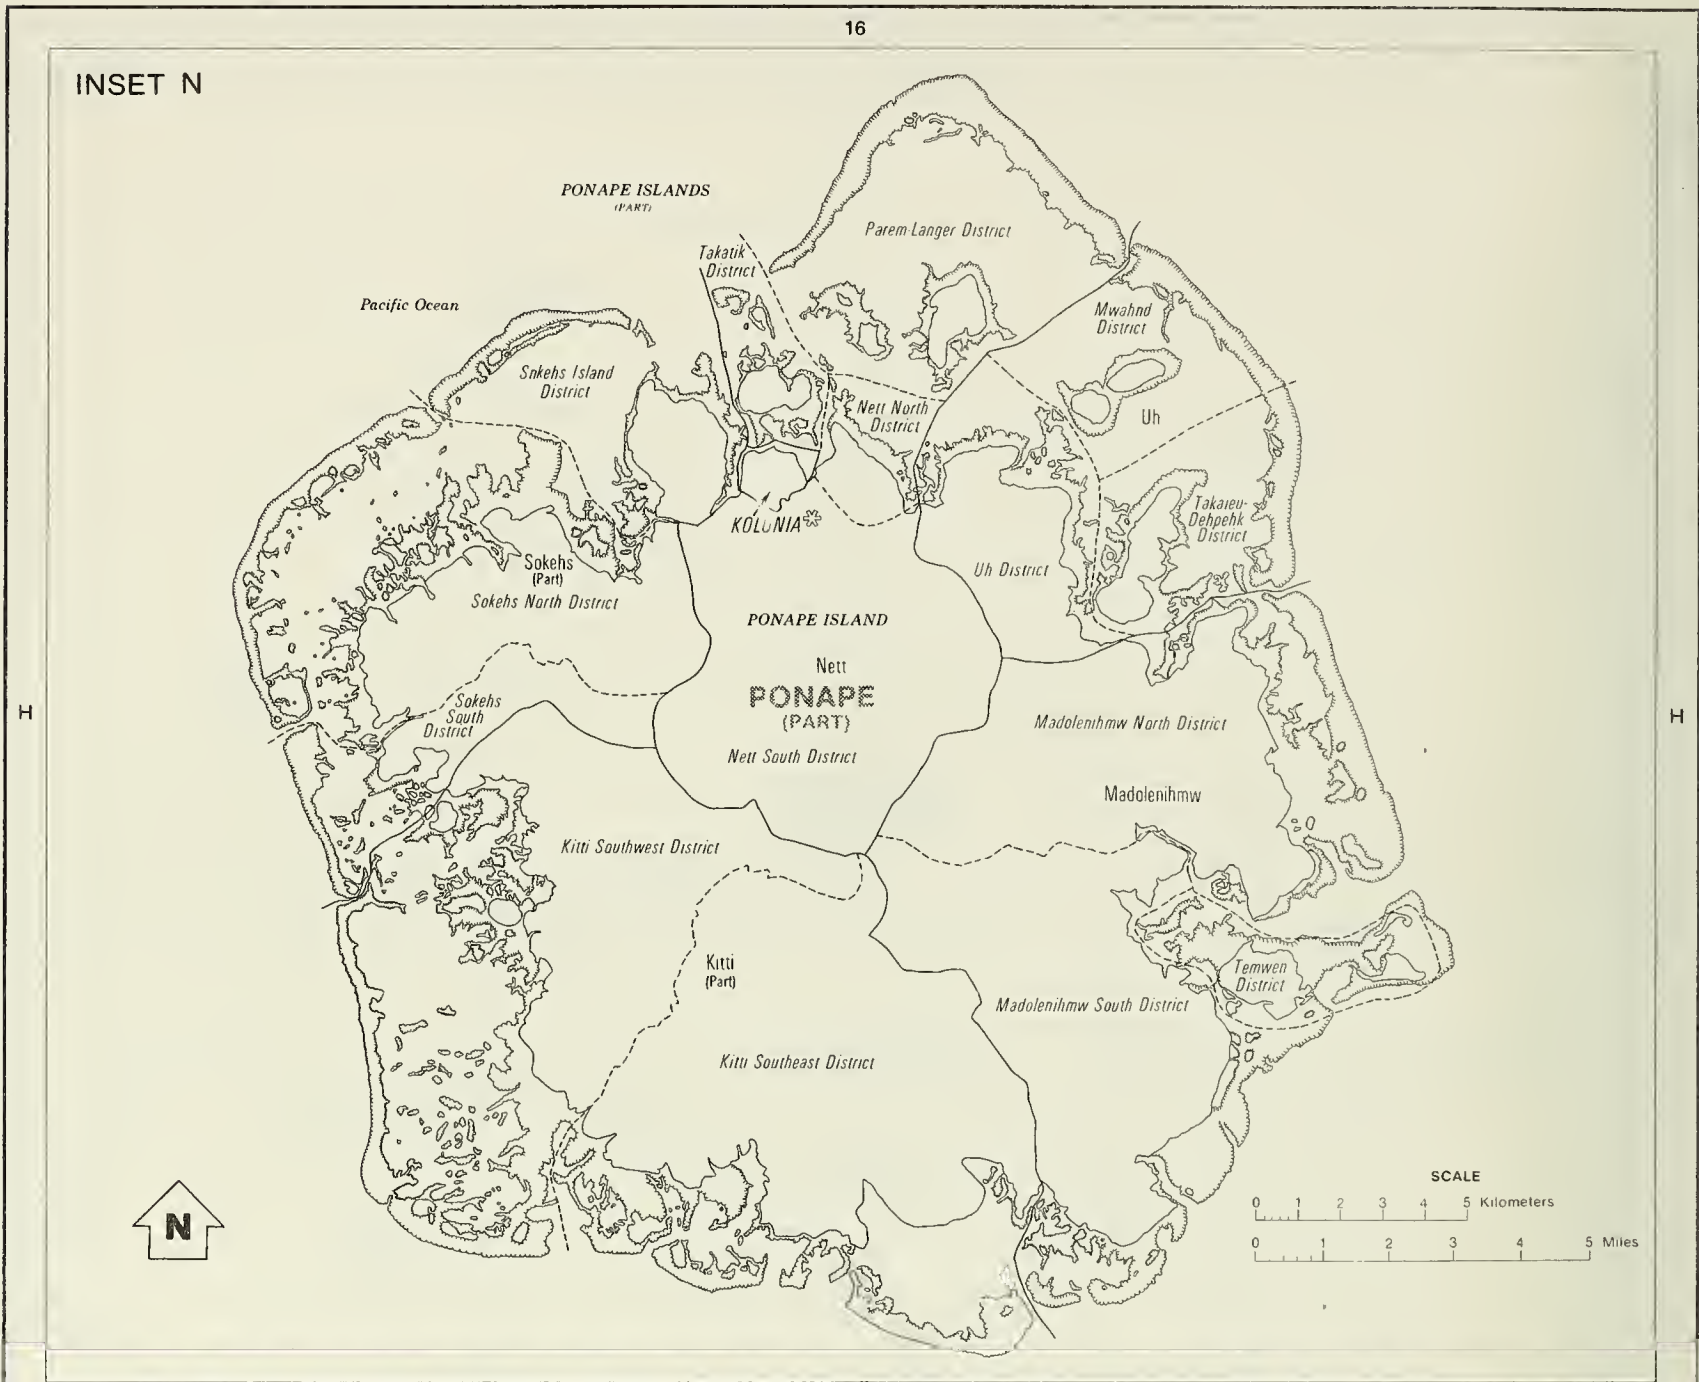 16
INSET N
PONAPE ISLANDS
(PART)
Parem-Langer District
Takatik
District
Pacific Ocean
Mwahnd
District
Snkehs Island
District
Nett North
District
Uh
Takaieu-
Dehpehk
District
KOLONIA*
Sokehs
(Part)
Sokehs North District
Uh District
PONAPE ISLAND
Nett
PONAPE
(PART)
Sokehs
South
District
H
H
Madolenihmw North District
Nett South District
Madolenihmw
Kitti Southwest District
Kitti
(Part)
Temwen
District
Madolenihmw South District
Kitti Southeast District
SCALE
0 1 2 3 4 5 Kilometers
0 1 2 3 4 5 Miles
N